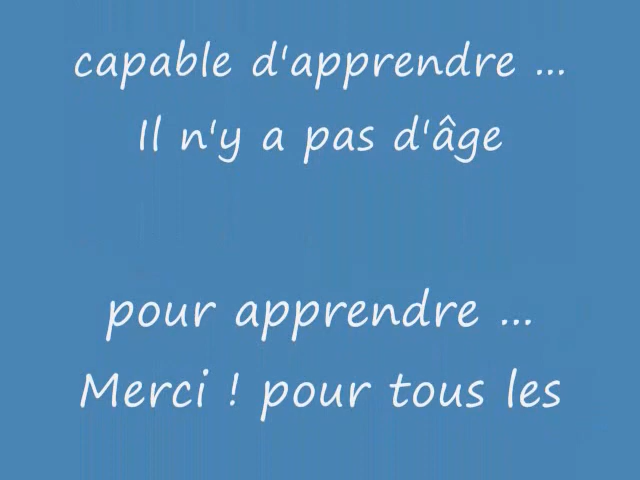 capable d'apprendre ...
Il n'y a pas d'âge
pour apprendre ...
Merci ! pour tous les